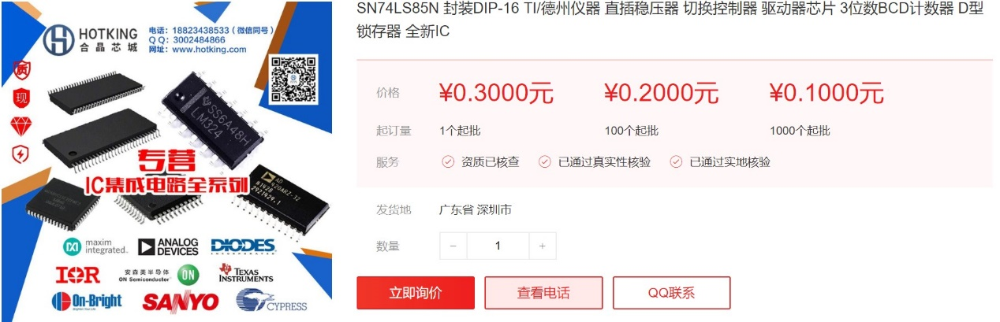 HOTKING
合晶芯城
电话：18823438533（微信同号）
QQ：3002484866
网址：www.hotking.com
质
现
SS6A48H
LM324
专营
IC集成电路全系列
AD
#1428
2921429.1
maxim
integrated
ANALOG
DEVICES
DIODES
INCORPORATED
IOR
安森美半导体
ON Semiconductor
ON
TEXAS
INSTRUMENTS
On-Bright
SANYO
CYPRESS
SN74LS85N 封装DIP-16 TI/德州仪器 直插稳压器 切换控制器 驱动器芯片 3位数BCD计数器 D型
锁存器 全新IC
价格 ¥0.3000元 ¥0.2000元 ¥0.1000元
起订量 1个起批 100个起批 1000个起批
服务 资质已核查 已通过真实性核验 已通过实地核验
发货地 广东省 深圳市
数量 − 1 +
立即询价 查看电话 QQ联系